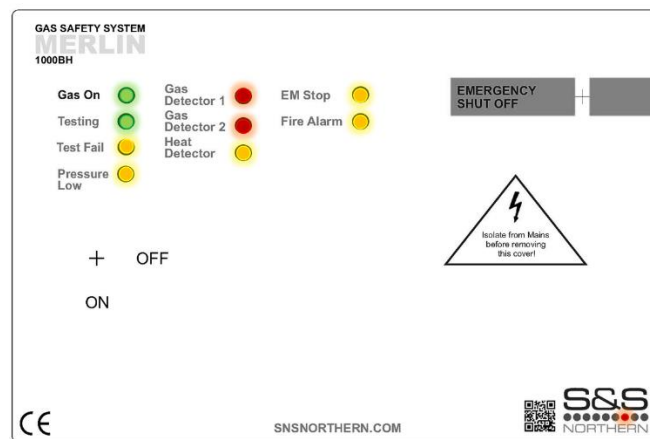 GAS SAFETY SYSTEM
MERLIN
1000BH
Gas On
Testing
Test Fail
Pressure
Low
Gas
Detector 1
Gas
Detector 2
Heat
Detector
EM Stop
Fire Alarm
EMERGENCY
SHUT OFF
Isolate from Mains
before removing
this cover!
+ OFF
ON
CE
SNSNORTHERN.COM
S&S
NORTHERN